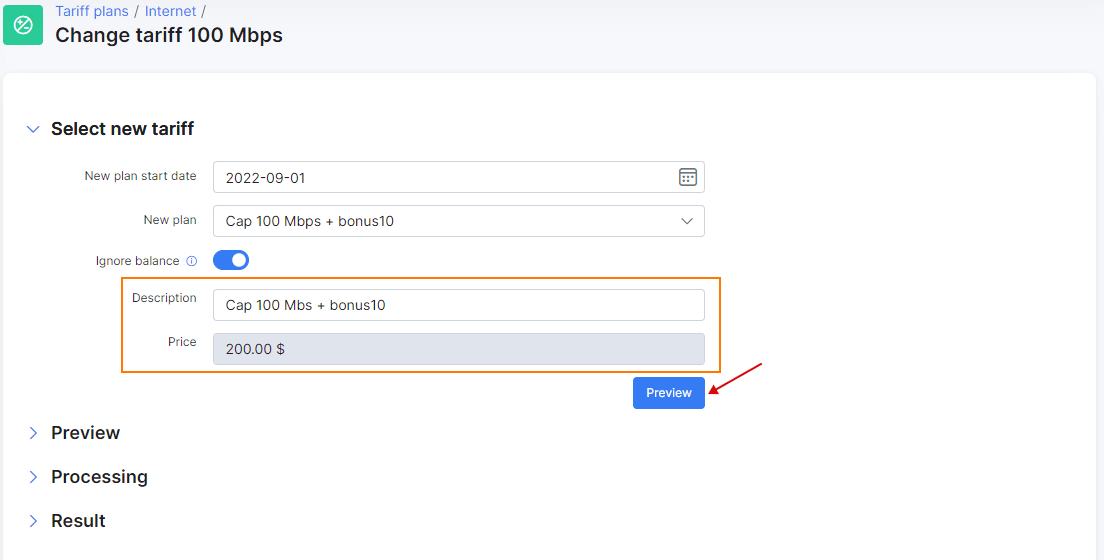 Tariff plans / Internet /
Change tariff 100 Mbps
Select new tariff
New plan start date 2022-09-01
New plan Cap 100 Mbps + bonus10
Ignore balance
Description Cap 100 Mbs + bonus10
Price 200.00 $
Preview
Preview
Processing
Result